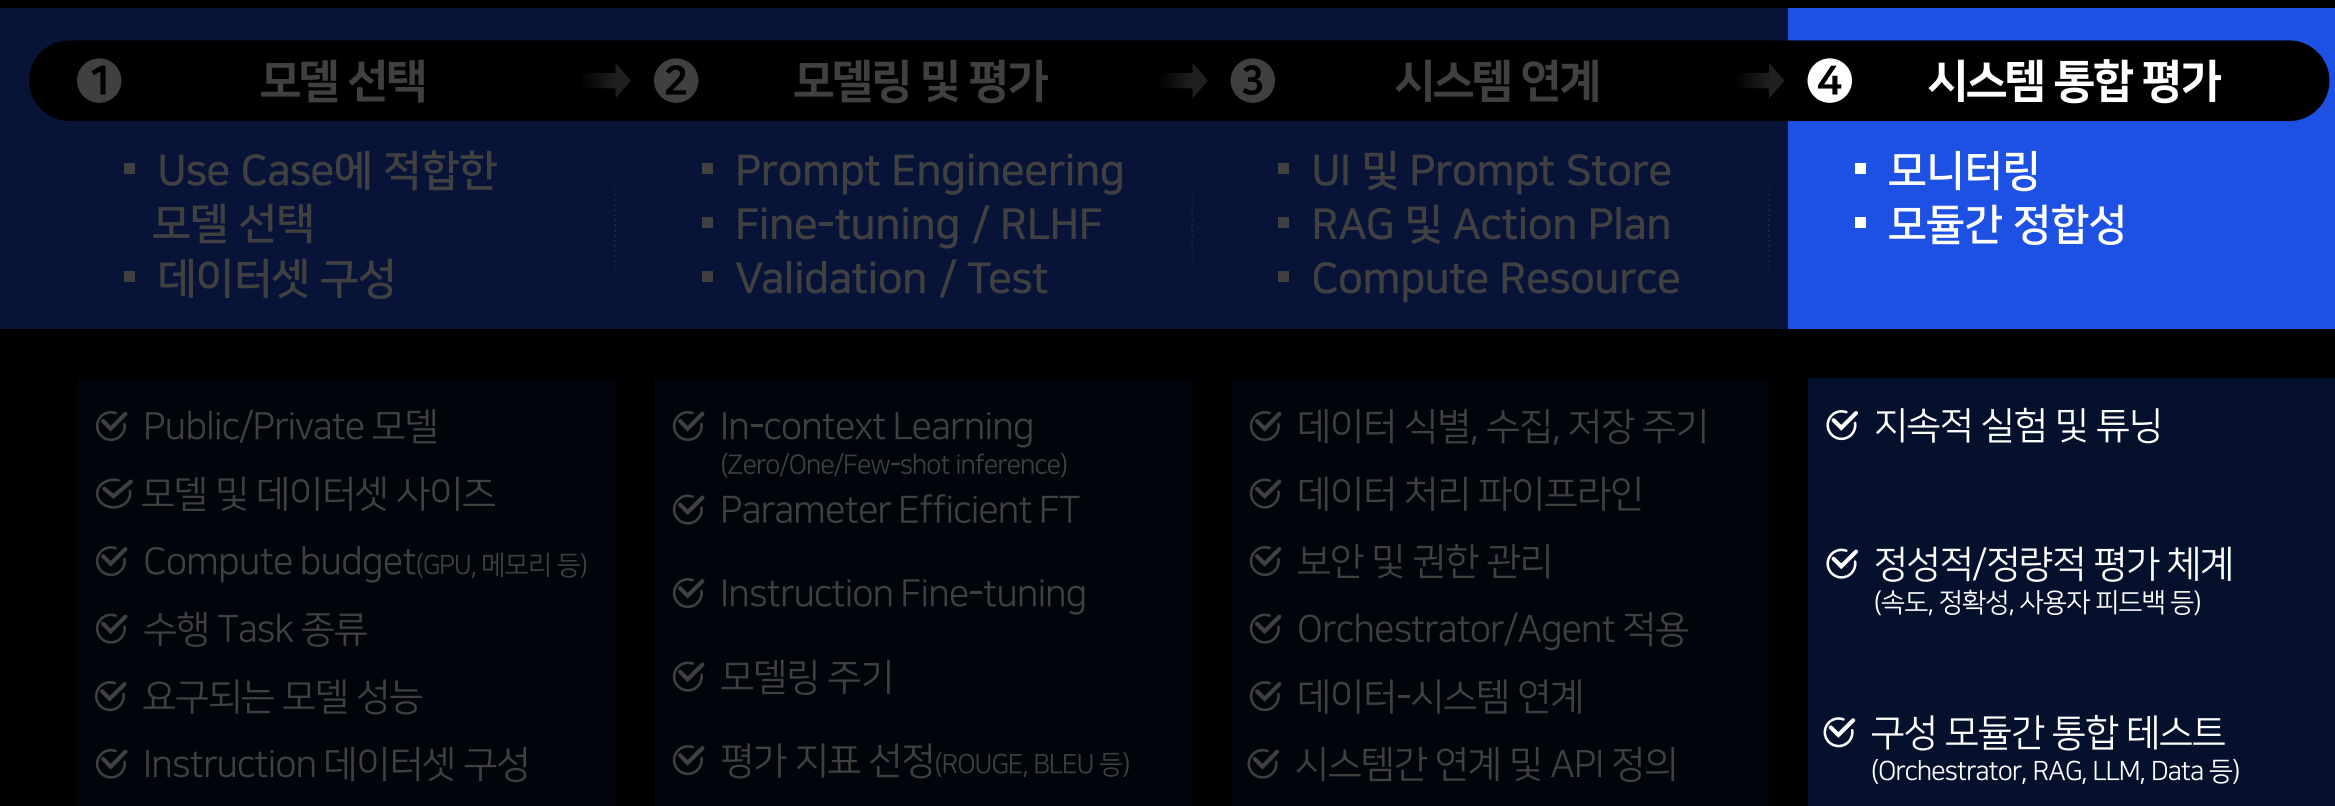 ❶ 모델 선택
Use Case에 적합한
모델 선택
데이터셋 구성
Public/Private 모델
모델 및 데이터셋 사이즈
Compute budget(GPU, 메모리 등)
수행 Task 종류
요구되는 모델 성능
Instruction 데이터셋 구성
❷ 모델링 및 평가
Prompt Engineering
Fine-tuning / RLHF
Validation / Test
In-context Learning
(Zero/One/Few-shot inference)
Parameter Efficient FT
Instruction Fine-tuning
모델링 주기
평가 지표 선정(ROUGE, BLEU 등)
❸ 시스템 연계
UI 및 Prompt Store
RAG 및 Action Plan
Compute Resource
데이터 식별, 수집, 저장 주기
데이터 처리 파이프라인
보안 및 권한 관리
Orchestrator/Agent 적용
데이터-시스템 연계
시스템간 연계 및 API 정의
❹ 시스템 통합 평가
모니터링
모듈간 정합성
지속적 실험 및 튜닝
정성적/정량적 평가 체계
(속도, 정확성, 사용자 피드백 등)
구성 모듈간 통합 테스트
(Orchestrator, RAG, LLM, Data 등)